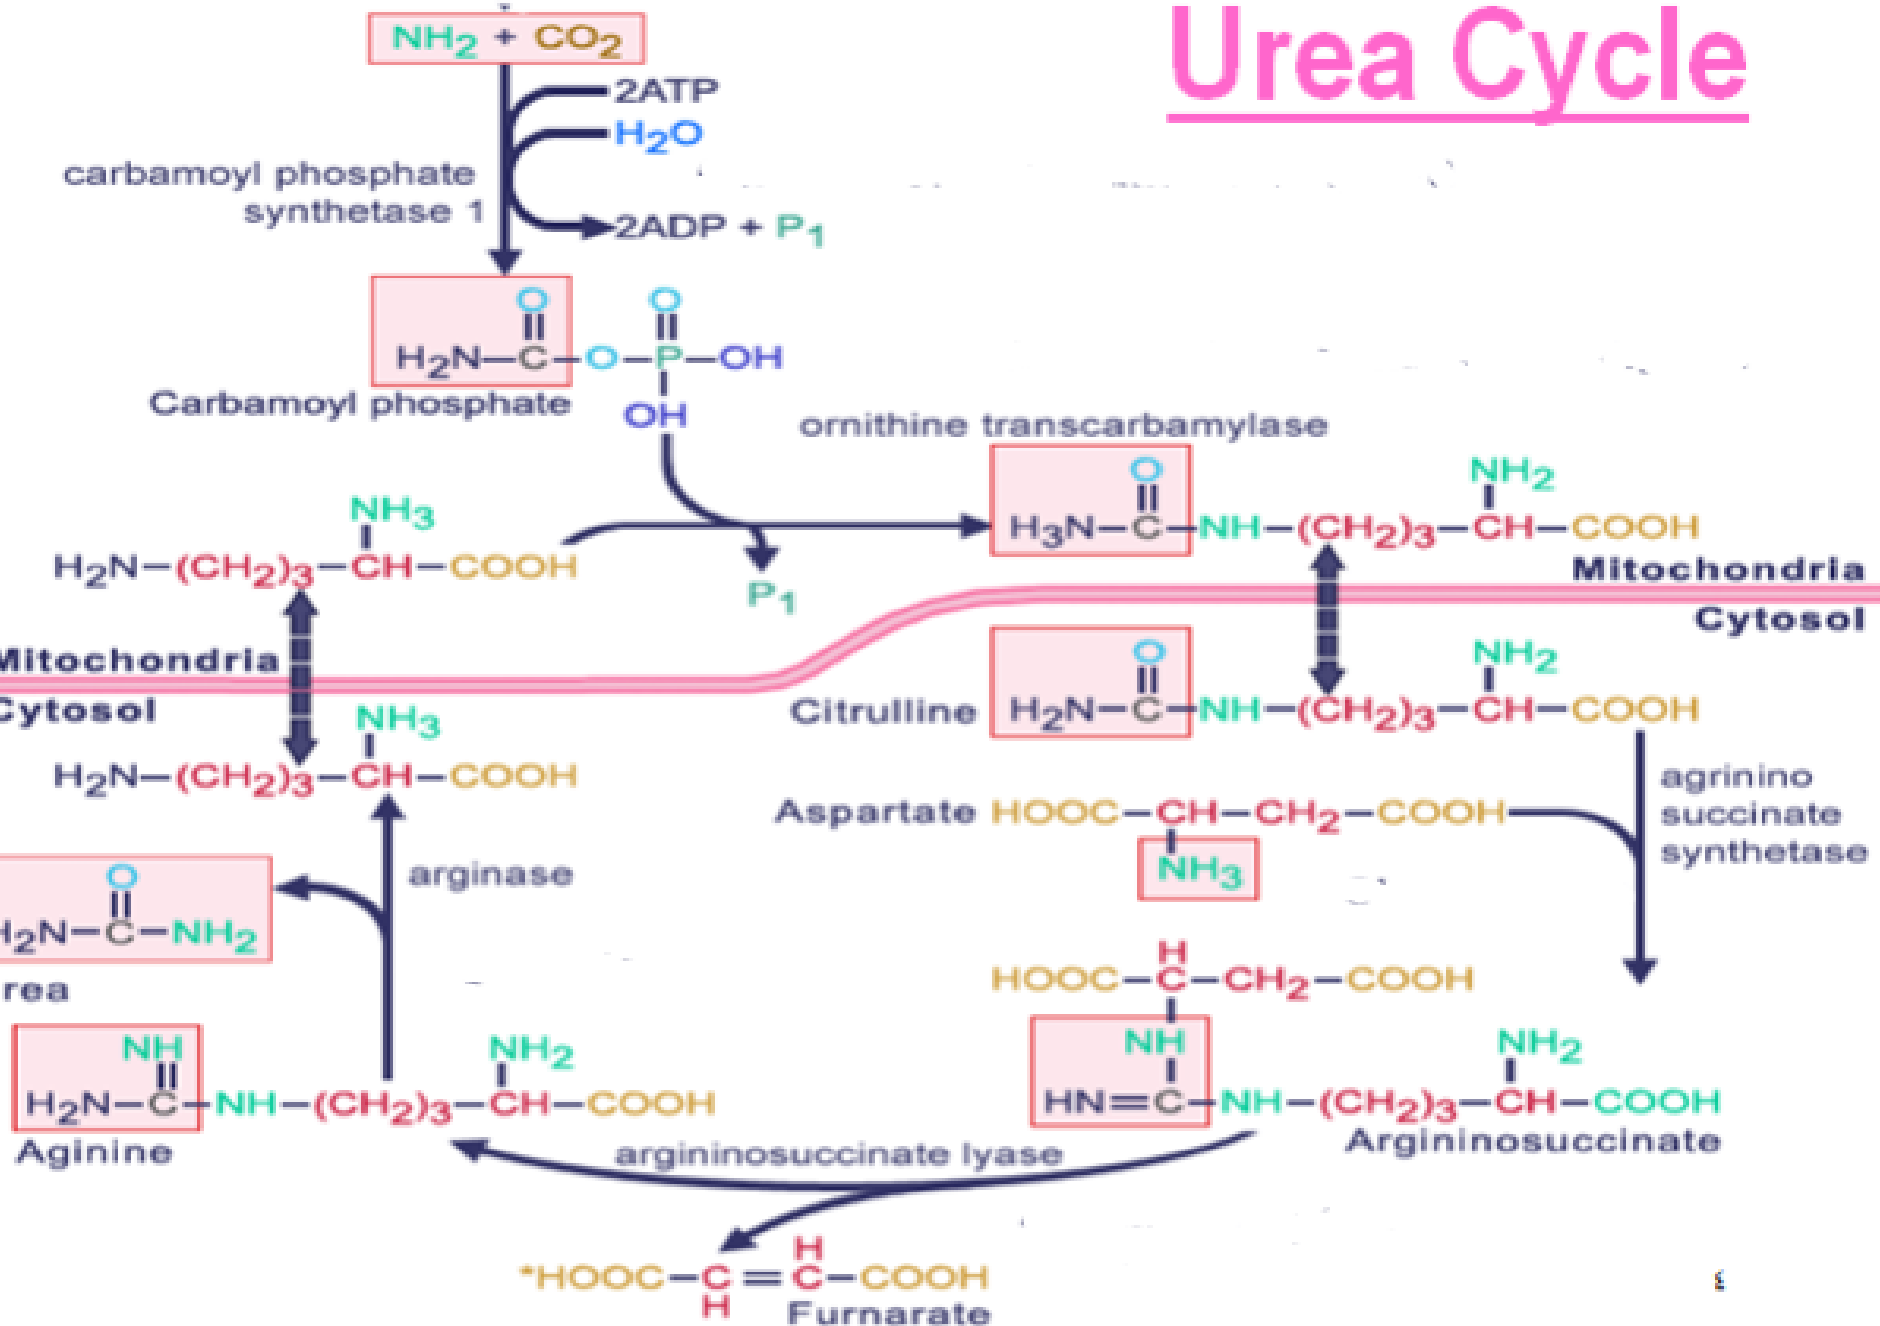 Urea Cycle
NH2 + CO2
2ATP
H2O
carbamoyl phosphate
synthetase 1
2ADP + P1
O O
H2N–C–O–P–OH
Carbamoyl phosphate
OH
ornithine transcarbamylase
O NH2
H3N–C–NH–(CH2)3–CH–COOH
NH3
H2N–(CH2)3–CH–COOH
P1
Mitochondria
Cytosol
Mitochondria
Cytosol
O NH2
Citrulline H2N–C–NH–(CH2)3–CH–COOH
NH3
H2N–(CH2)3–CH–COOH
agrinino
succinate
synthetase
Aspartate HOOC–CH–CH2–COOH
NH3
arginase
O
H2N–C–NH2
rea
H
HOOC–C–CH2–COOH
NH NH2
HN=C–NH–(CH2)3–CH–COOH
Argininosuccinate
NH NH2
H2N–C–NH–(CH2)3–CH–COOH
Aginine
argininosuccinate lyase
H
*HOOC–C=C–COOH
H
Furnarate